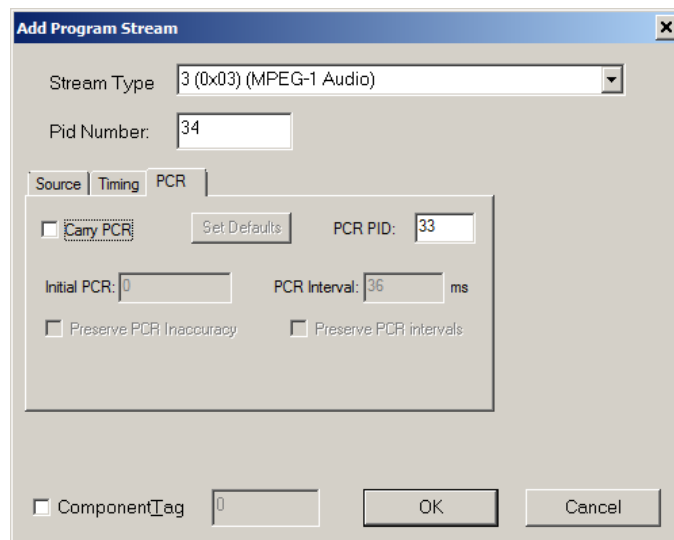 Add Program Stream
Stream Type 3 (0x03) (MPEG-1 Audio)
Pid Number: 34
Source Timing PCR
Carry PCR Set Defaults PCR PID: 33
Initial PCR: 0 PCR Interval: 36 ms
Preserve PCR Inaccuracy Preserve PCR intervals
ComponentTag 0 OK Cancel